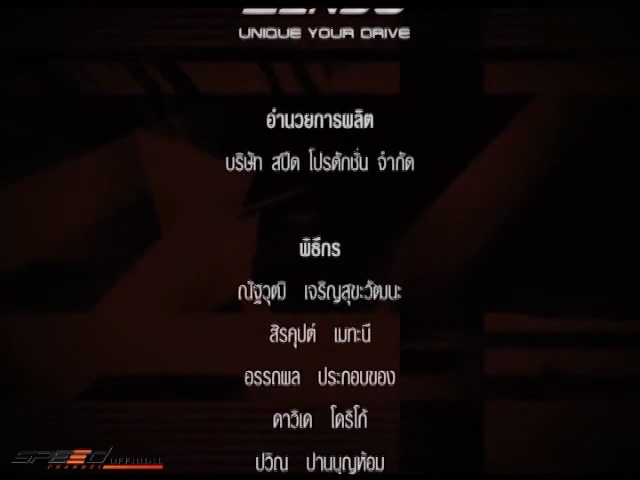 UNIQUE YOUR DRIVE
อำนวยการผลิต
บริษัท สปีด โปรดักชั่น จำกัด
พิธีกร
ณัฐวุฒิ เจริญสุขะวัฒนะ
สิรคุปต์ เมทะนี
อรรถพล ประกอบของ
ดาวิเด โดริโก้
ปวิณ ปานบุญห้อม
SPEED
CHANNEL OFFICIAL